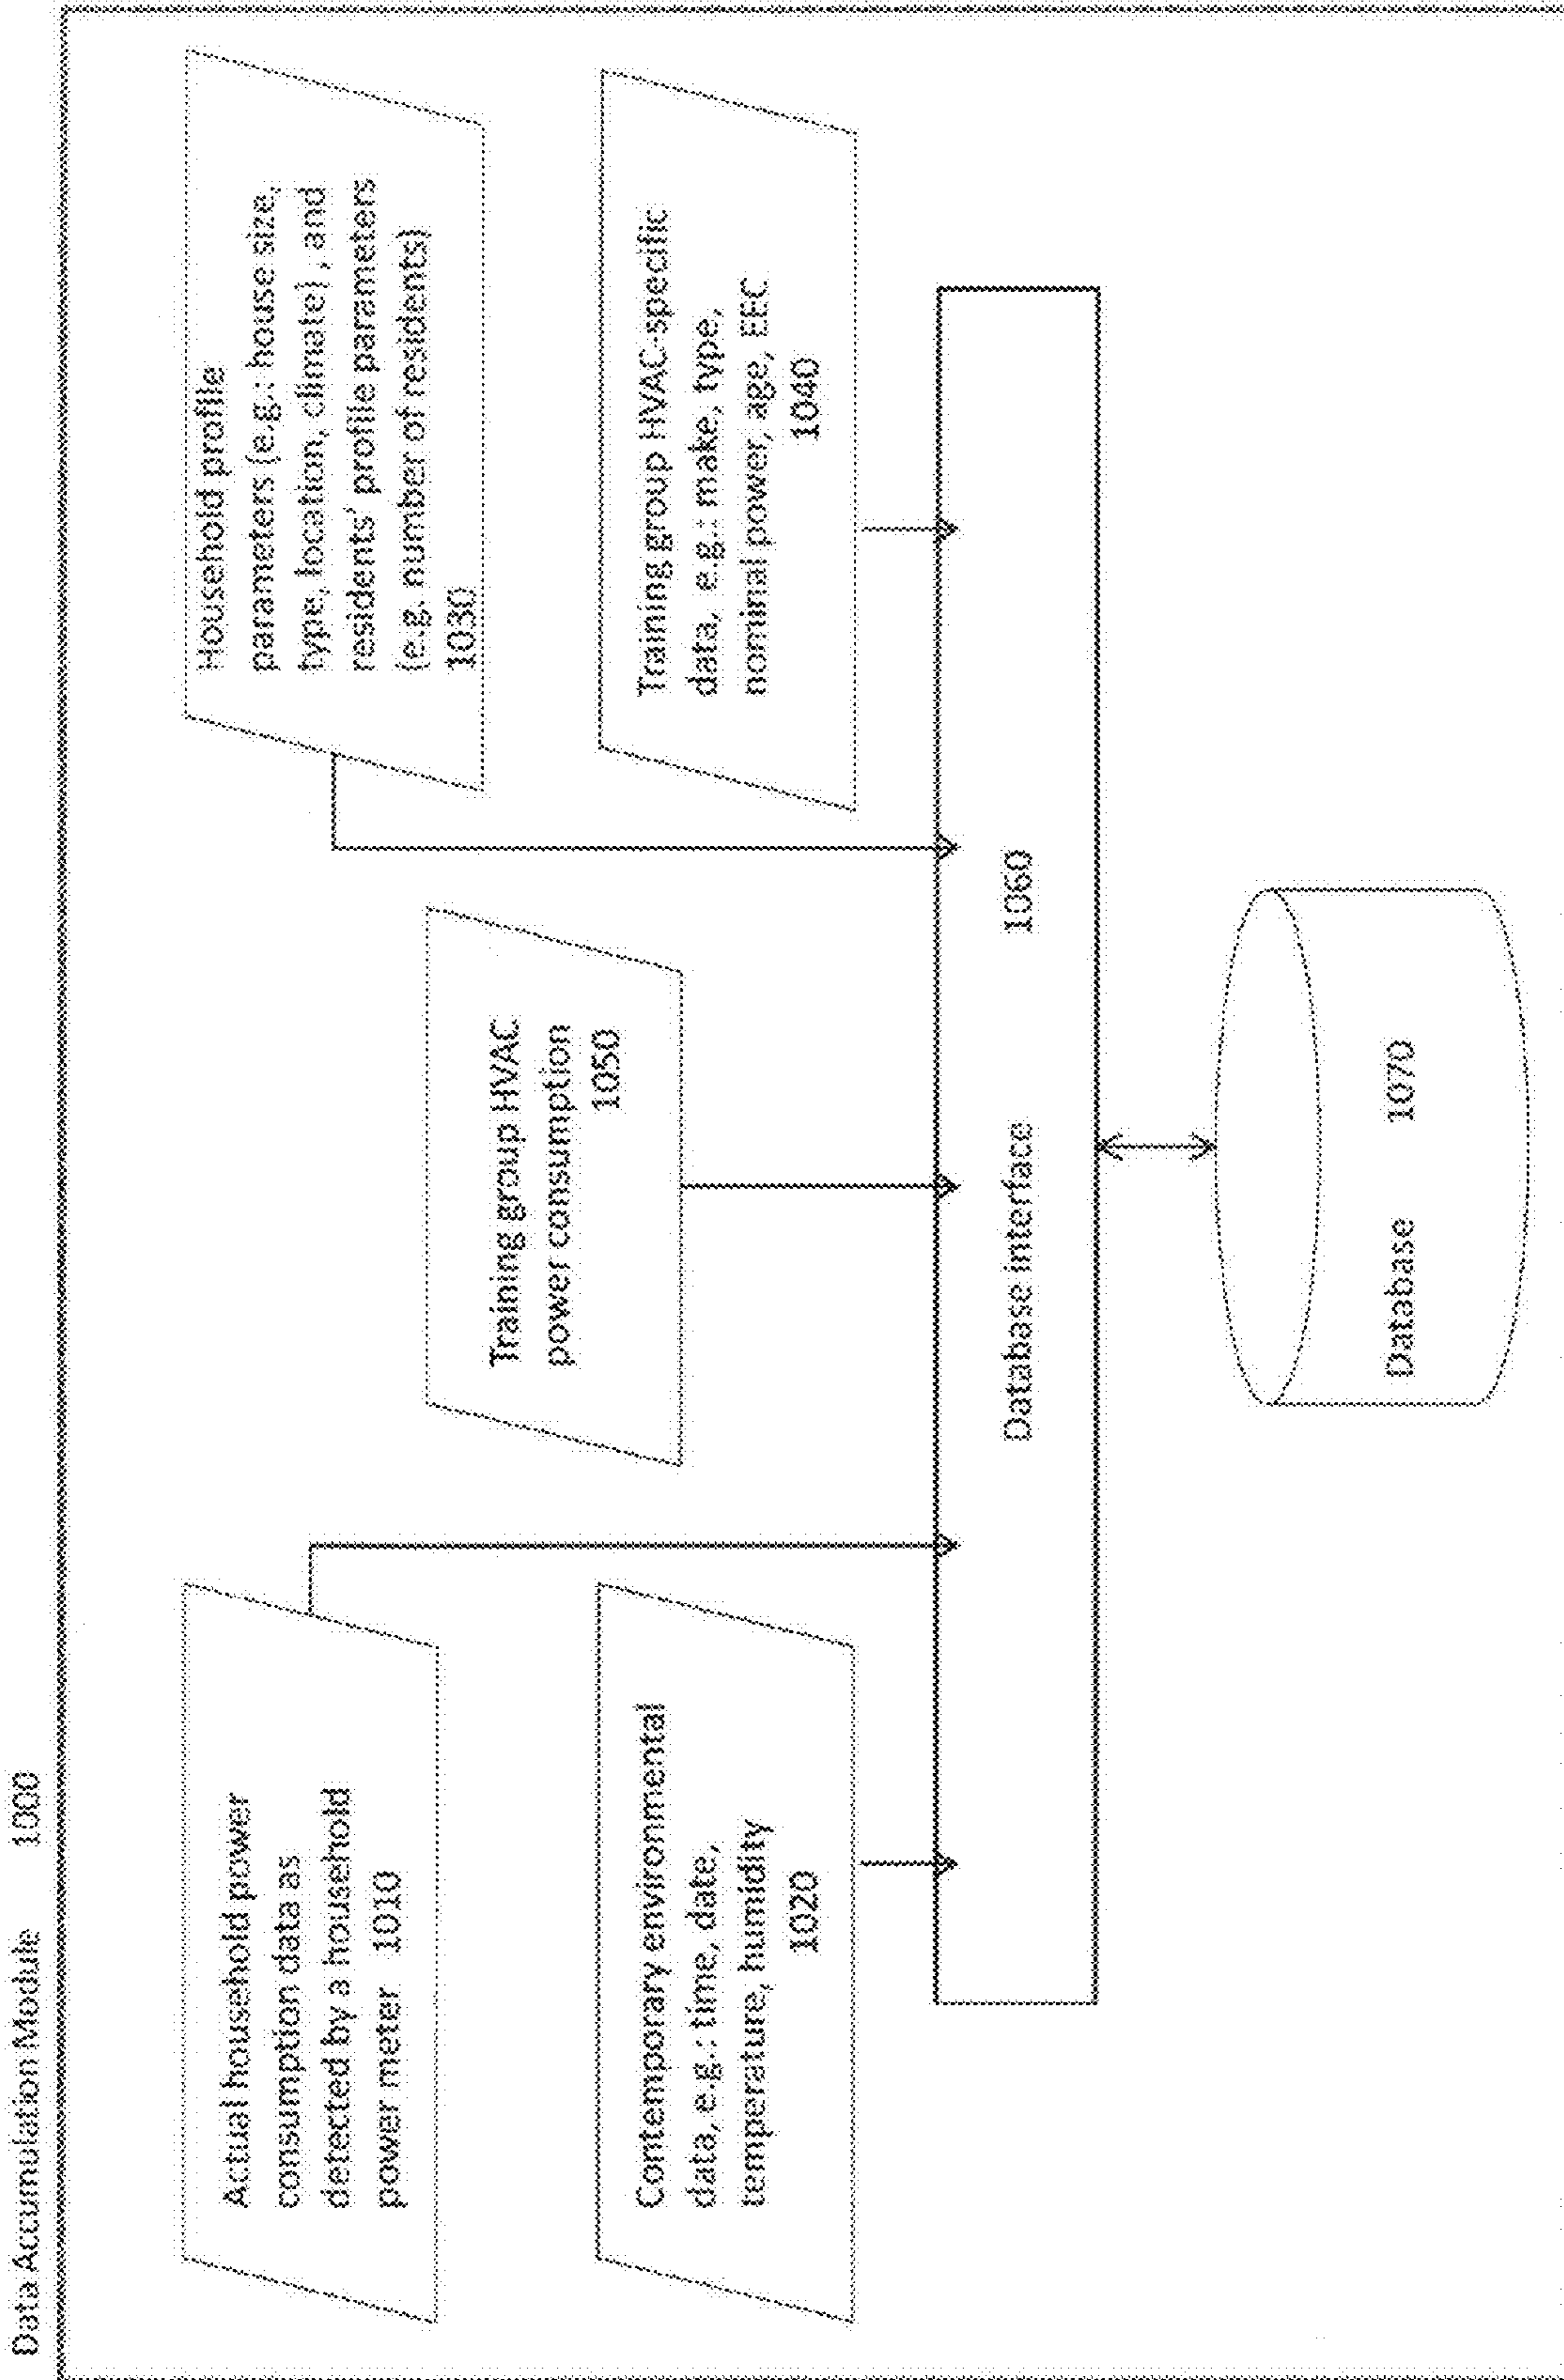 Data Accumulation Module 1000
Actual household power
consumption data as
detected by a household
power meter 1010
Contemporary environmental
data, e.g.: time, date,
temperature, humidity
1020
Training group HVAC
power consumption
1050
Household profile
parameters (e.g.: house size,
type, location, climate) , and
residents' profile parameters
(e.g. number of residents)
1030
Training group HVAC-specific
data, e.g.: make, type,
nominal power, age, EEC
1040
Database interface 1060
Database 1070